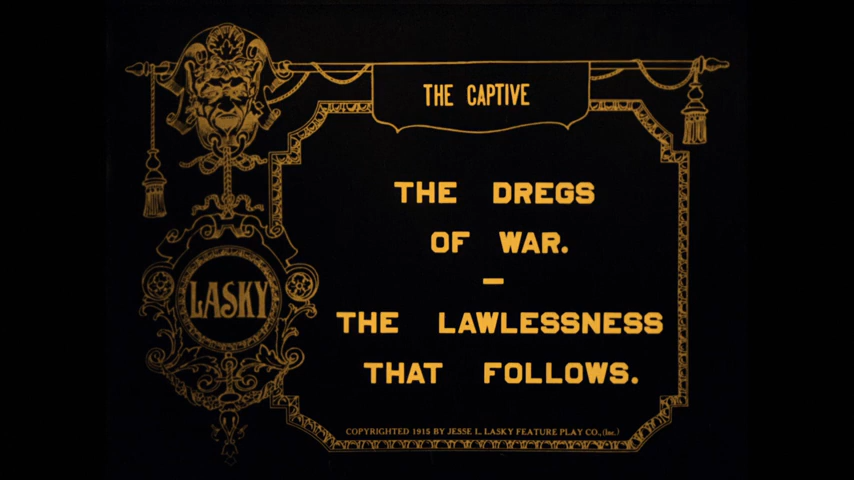 THE CAPTIVE
THE DREGS
OF WAR.
—
THE LAWLESSNESS
THAT FOLLOWS.
LASKY
COPYRIGHTED 1915 BY JESSE L. LASKY FEATURE PLAY CO., (Inc.)